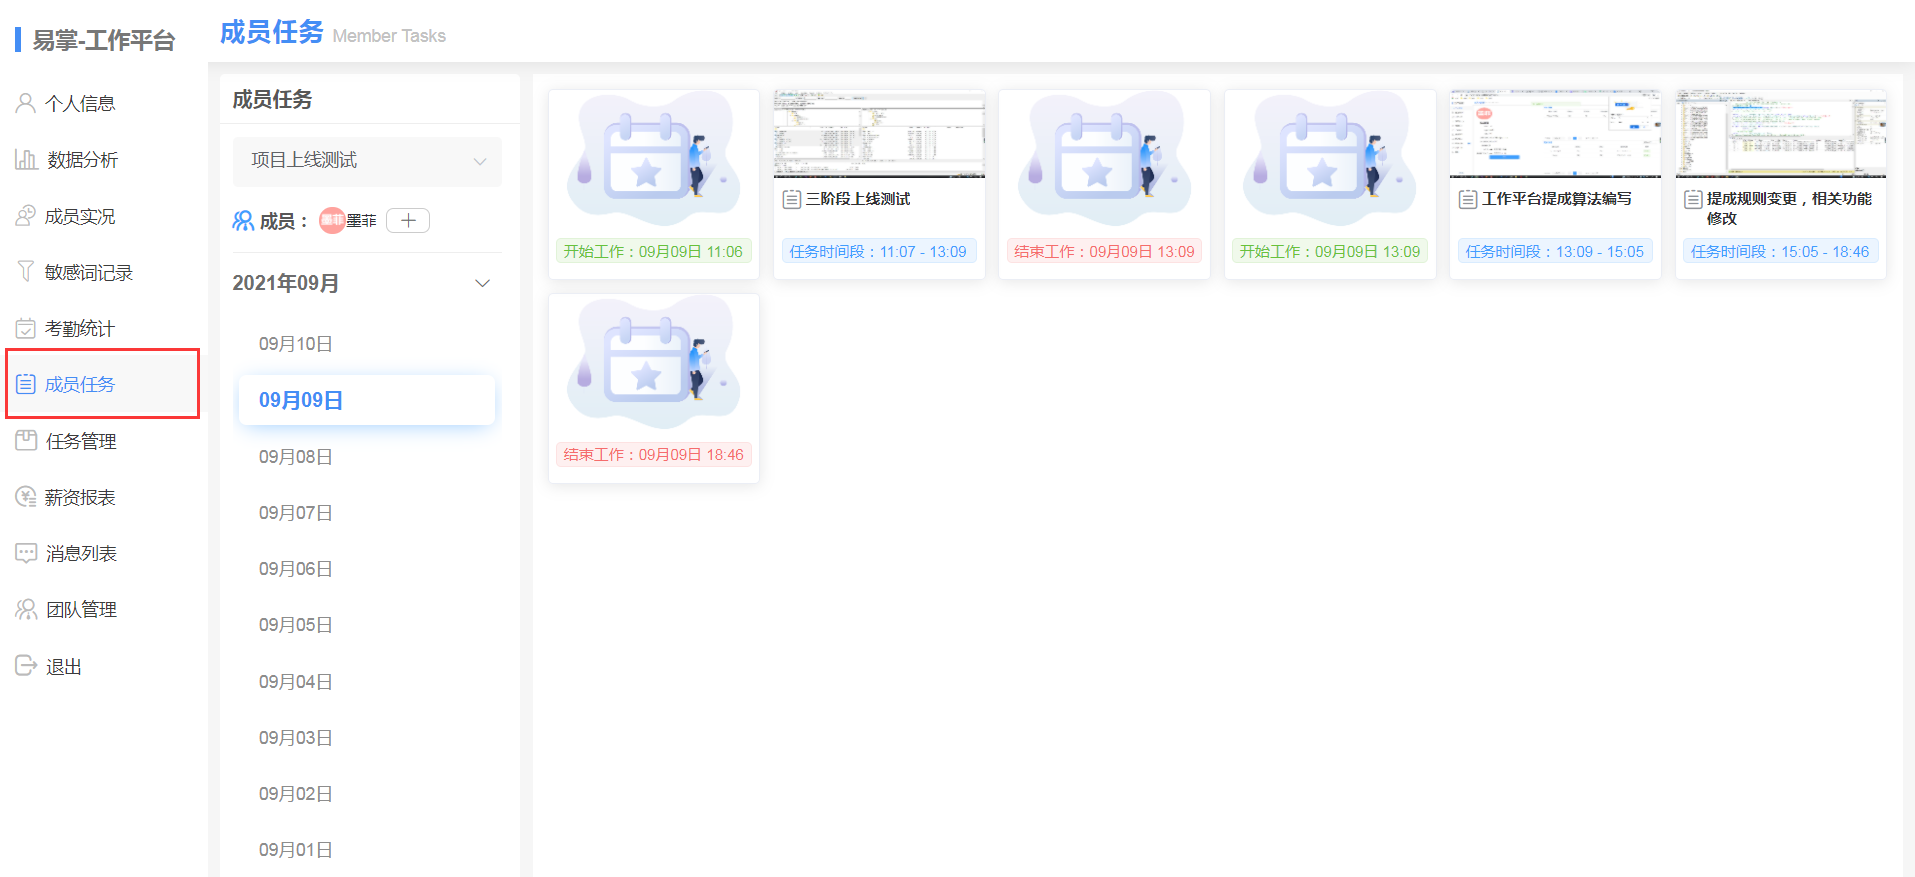 易掌-工作平台
个人信息
数据分析
成员实况
敏感词记录
考勤统计
成员任务
任务管理
薪资报表
消息列表
团队管理
退出
成员任务 Member Tasks
成员任务
项目上线测试
成员： 墨菲 墨菲
2021年09月
09月10日
09月09日
09月08日
09月07日
09月06日
09月05日
09月04日
09月03日
09月02日
09月01日
开始工作：09月09日 11:06
三阶段上线测试
任务时间段：11:07 - 13:09
结束工作：09月09日 13:09
开始工作：09月09日 13:09
工作平台提成算法编写
任务时间段：13:09 - 15:05
提成规则变更，相关功能
修改
任务时间段：15:05 - 18:46
结束工作：09月09日 18:46